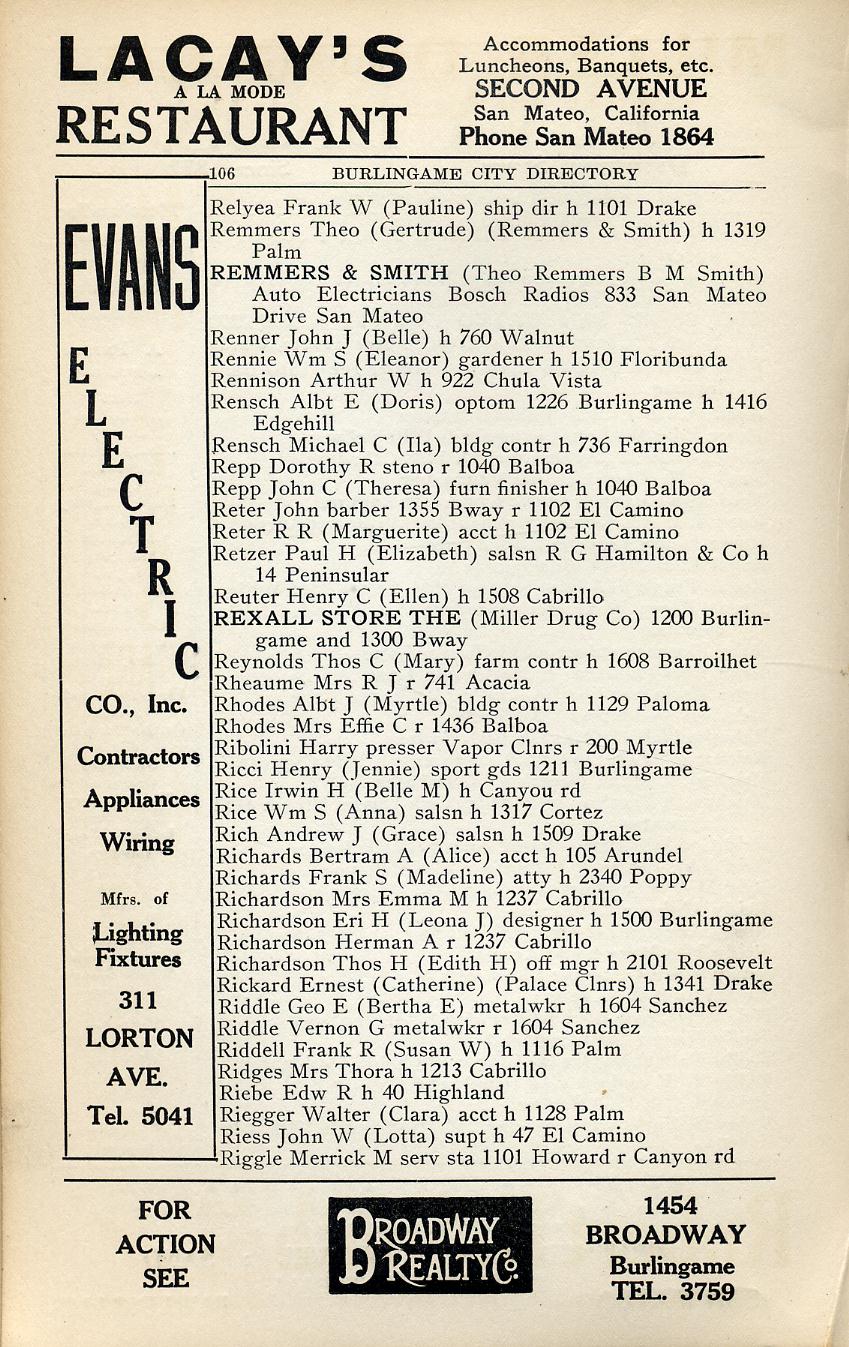 LACAY'S
A LA MODE
RESTAURANT
Accommodations for
Luncheons, Banquets, etc.
SECOND AVENUE
San Mateo, California
Phone San Mateo 1864
106 BURLINGAME CITY DIRECTORY
EVANS
ELECTRIC
CO., Inc.
Contractors
Appliances
Wiring
Mfrs. of
Lighting
Fixtures
311
LORTON
AVE.
Tel. 5041
Relyea Frank W (Pauline) ship dir h 1101 Drake
Remmers Theo (Gertrude) (Remmers & Smith) h 1319
Palm
REMMERS & SMITH (Theo Remmers B M Smith)
Auto Electricians Bosch Radios 833 San Mateo
Drive San Mateo
Renner John J (Belle) h 760 Walnut
Rennie Wm S (Eleanor) gardener h 1510 Floribunda
Rennison Arthur W h 922 Chula Vista
Rensch Albt E (Doris) optom 1226 Burlingame h 1416
Edgehill
Rensch Michael C (Ila) bldg contr h 736 Farringdon
Repp Dorothy R steno r 1040 Balboa
Repp John C (Theresa) furn finisher h 1040 Balboa
Reter John barber 1355 Bway r 1102 El Camino
Reter R R (Marguerite) acct h 1102 El Camino
Retzer Paul H (Elizabeth) salsn R G Hamilton & Co h
14 Peninsular
Reuter Henry C (Ellen) h 1508 Cabrillo
REXALL STORE THE (Miller Drug Co) 1200 Burlin-
game and 1300 Bway
Reynolds Thos C (Mary) farm contr h 1608 Barroilhet
Rheaume Mrs R J r 741 Acacia
Rhodes Albt J (Myrtle) bldg contr h 1129 Paloma
Rhodes Mrs Effie C r 1436 Balboa
Ribolini Harry presser Vapor Clnrs r 200 Myrtle
Ricci Henry (Jennie) sport gds 1211 Burlingame
Rice Irwin H (Belle M) h Canyou rd
Rice Wm S (Anna) salsn h 1317 Cortez
Rich Andrew J (Grace) salsn h 1509 Drake
Richards Bertram A (Alice) acct h 105 Arundel
Richards Frank S (Madeline) atty h 2340 Poppy
Richardson Mrs Emma M h 1237 Cabrillo
Richardson Eri H (Leona J) designer h 1500 Burlingame
Richardson Herman A r 1237 Cabrillo
Richardson Thos H (Edith H) off mgr h 2101 Roosevelt
Rickard Ernest (Catherine) (Palace Clnrs) h 1341 Drake
Riddle Geo E (Bertha E) metalwkr h 1604 Sanchez
Riddle Vernon G metalwkr r 1604 Sanchez
Riddell Frank R (Susan W) h 1116 Palm
Ridges Mrs Thora h 1213 Cabrillo
Riebe Edw R h 40 Highland
Riegger Walter (Clara) acct h 1128 Palm
Riess John W (Lotta) supt h 47 El Camino
Riggle Merrick M serv sta 1101 Howard r Canyon rd
FOR
ACTION
SEE
BROADWAY
REALTY Co.
1454
BROADWAY
Burlingame
TEL. 3759